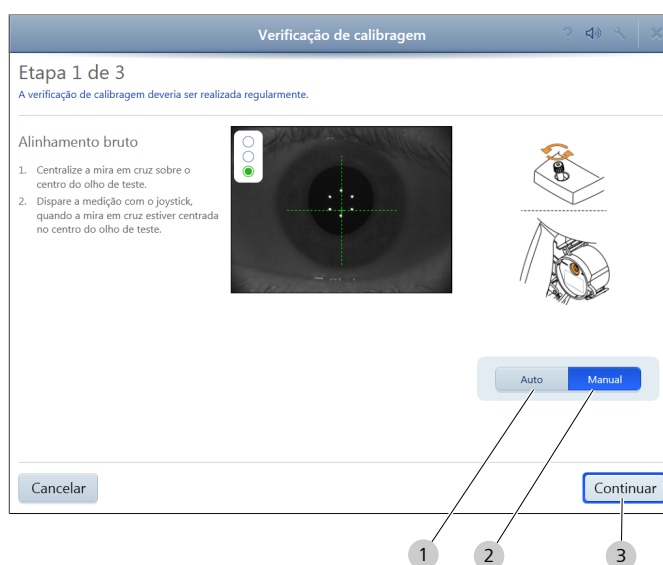 Verificação de calibragem
?
Etapa 1 de 3
A verificação de calibragem deveria ser realizada regularmente.
Alinhamento bruto
1. Centralize a mira em cruz sobre o
centro do olho de teste.
2. Dispare a medição com o joystick,
quando a mira em cruz estiver centrada
no centro do olho de teste.
Auto
Manual
Cancelar
Continuar
1
2
3